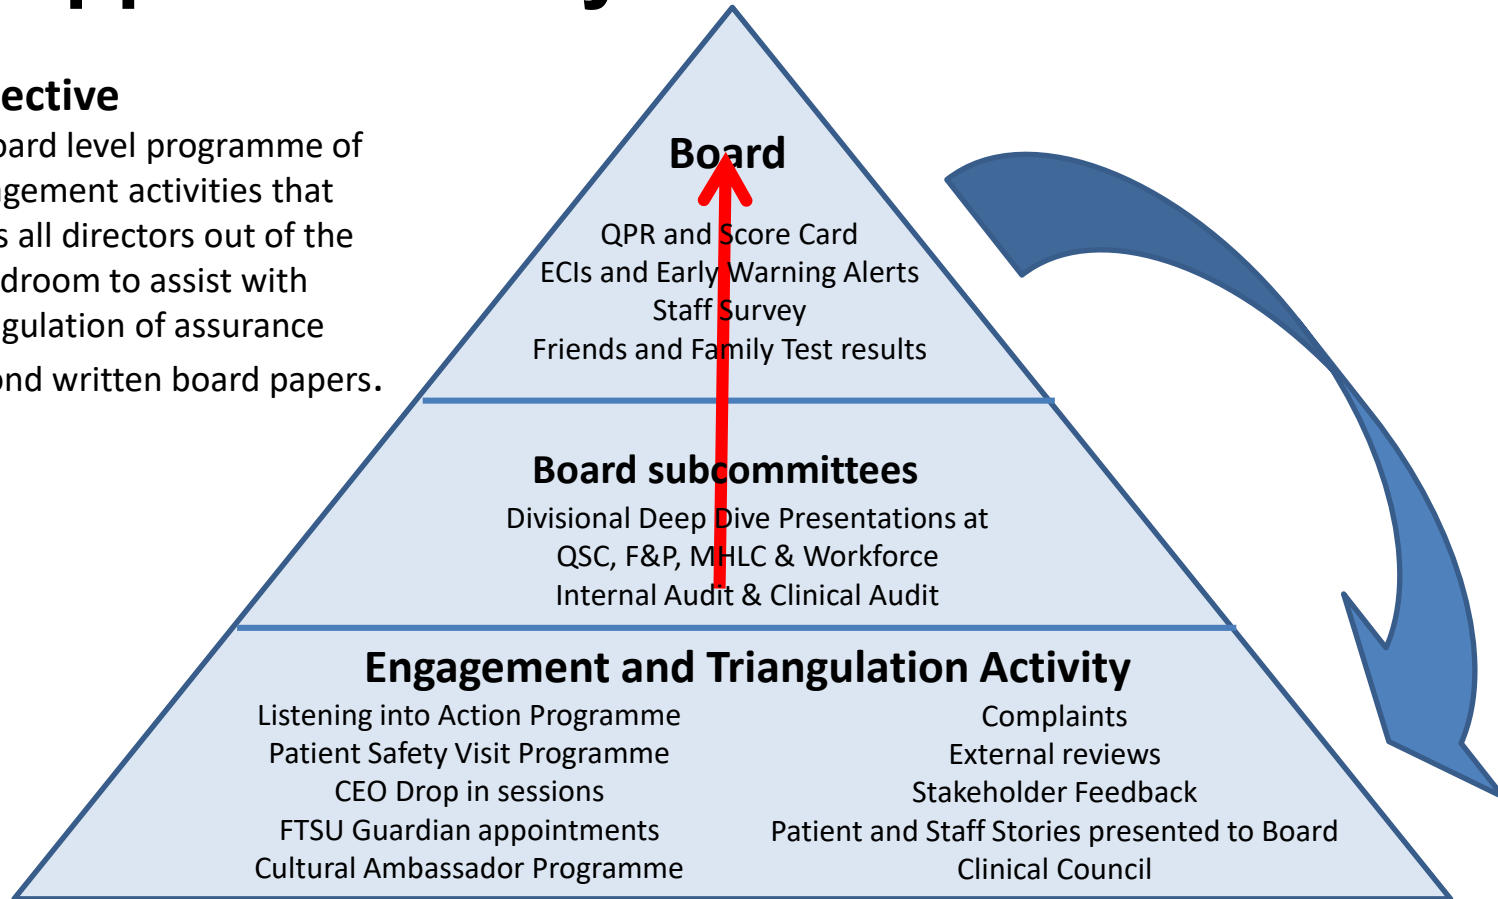 ective
oard level programme of
agement activities that
s all directors out of the
droom to assist with
gulation of assurance
ond written board papers.
Board
QPR and Score Card
ECIs and Early Warning Alerts
Staff Survey
Friends and Family Test results
Board subcommittees
Divisional Deep Dive Presentations at
QSC, F&P, MHLC & Workforce
Internal Audit & Clinical Audit
Engagement and Triangulation Activity
Listening into Action Programme
Patient Safety Visit Programme
CEO Drop in sessions
FTSU Guardian appointments
Cultural Ambassador Programme
Complaints
External reviews
Stakeholder Feedback
Patient and Staff Stories presented to Board
Clinical Council